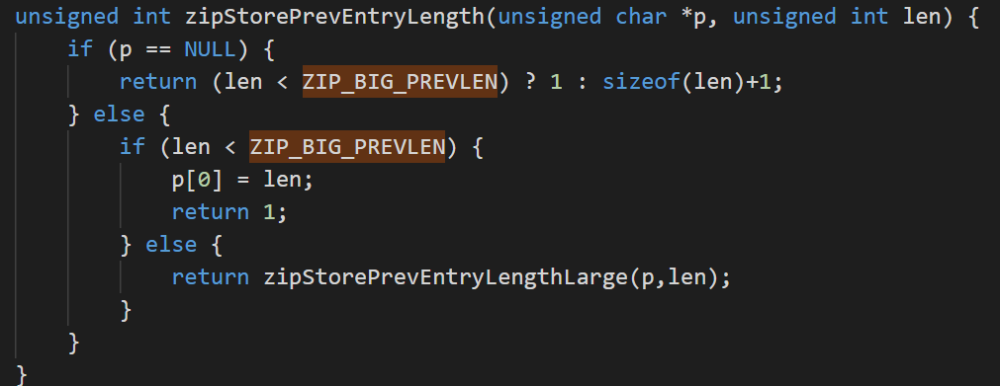 unsigned int zipStorePrevEntryLength(unsigned char *p, unsigned int len) {
    if (p == NULL) {
        return (len < ZIP_BIG_PREVLEN) ? 1 : sizeof(len)+1;
    } else {
        if (len < ZIP_BIG_PREVLEN) {
            p[0] = len;
            return 1;
        } else {
            return zipStorePrevEntryLengthLarge(p,len);
        }
    }
}